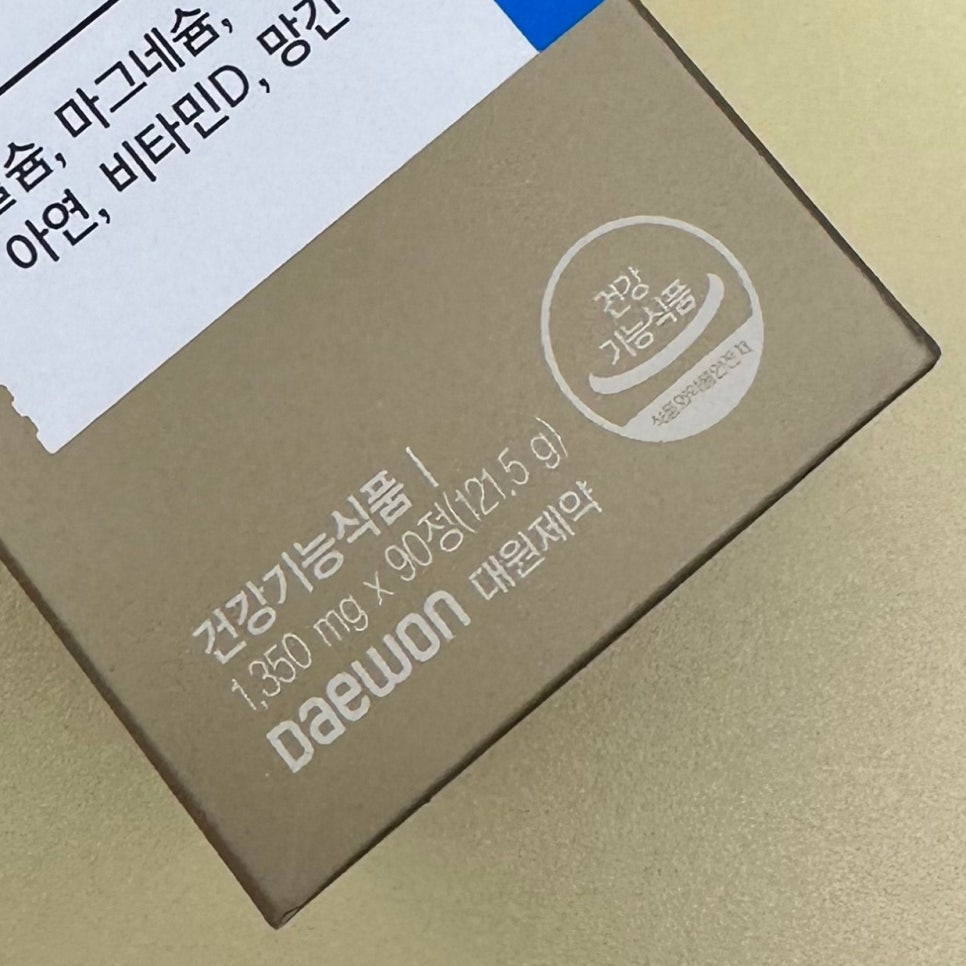 슘, 마그네슘,
아연, 비타민D, 망간
건강
기능식품
식품의약품안전처
건강기능식품 |
1,350 mg x 90정(121.5 g)
Daewon 대원제약